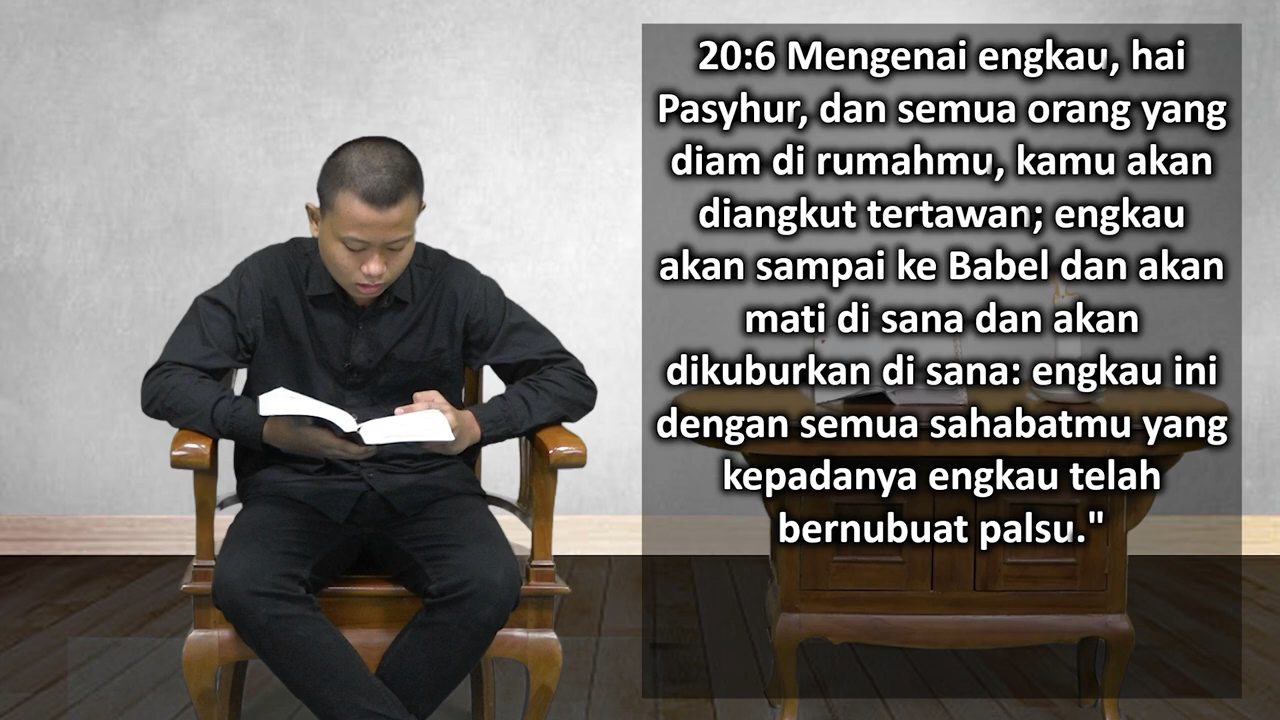 20:6 Mengenai engkau, hai
Pasyhur, dan semua orang yang
diam di rumahmu, kamu akan
diangkut tertawan; engkau
akan sampai ke Babel dan akan
mati di sana dan akan
dikuburkan di sana: engkau ini
dengan semua sahabatmu yang
kepadanya engkau telah
bernubuat palsu."